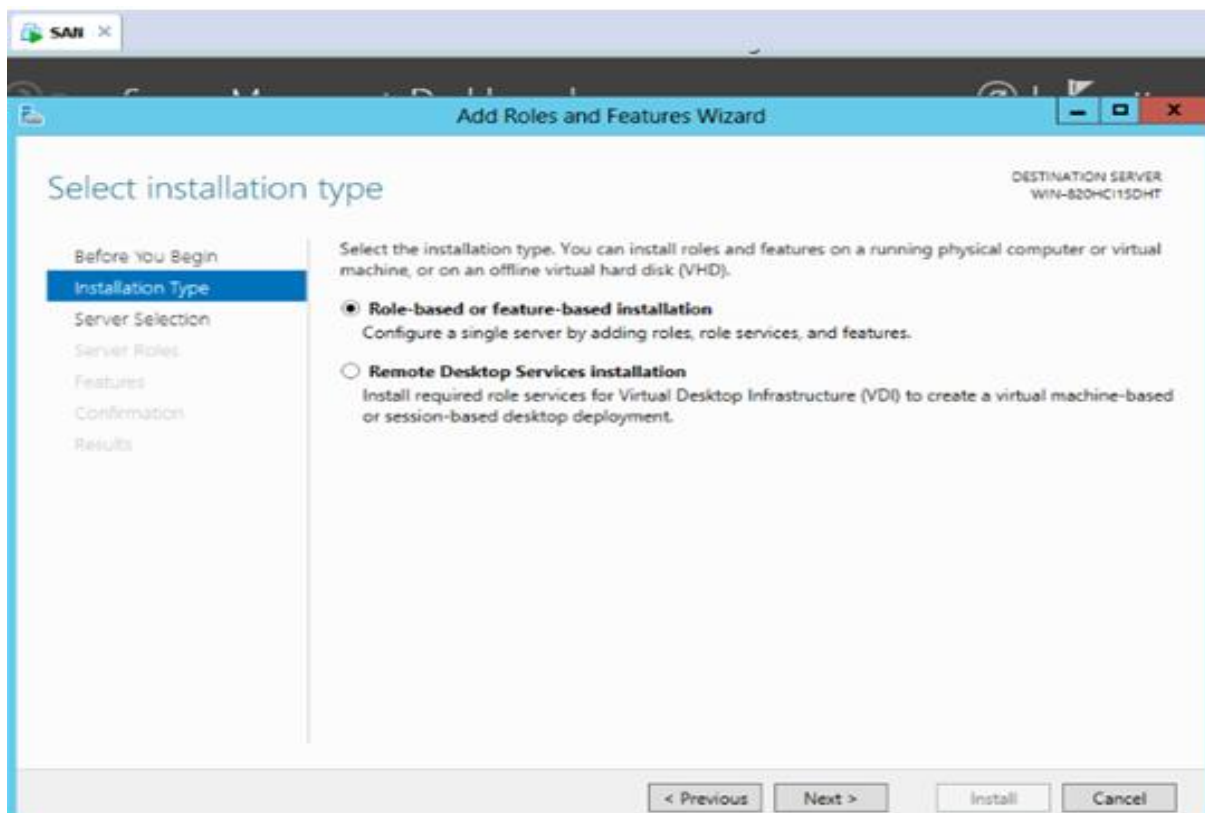 SAN
Add Roles and Features Wizard
Select installation type
DESTINATION SERVER
WIN-820HCI1SDHT
Before You Begin
Installation Type
Server Selection
Server Roles
Features
Confirmation
Results
Select the installation type. You can install roles and features on a running physical computer or virtual
machine, or on an offline virtual hard disk (VHD).
Role-based or feature-based installation
Configure a single server by adding roles, role services, and features.
Remote Desktop Services installation
Install required role services for Virtual Desktop Infrastructure (VDI) to create a virtual machine-based
or session-based desktop deployment.
< Previous
Next >
Install
Cancel